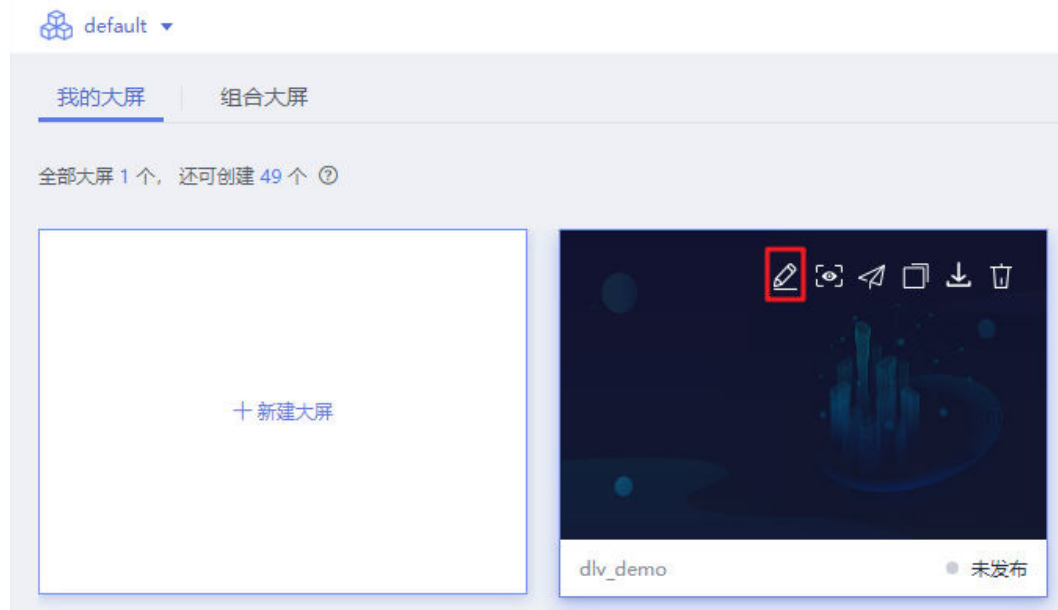 default
我的大屏 组合大屏
全部大屏 1 个, 还可创建 49 个 ?
+ 新建大屏
dlv_demo 未发布